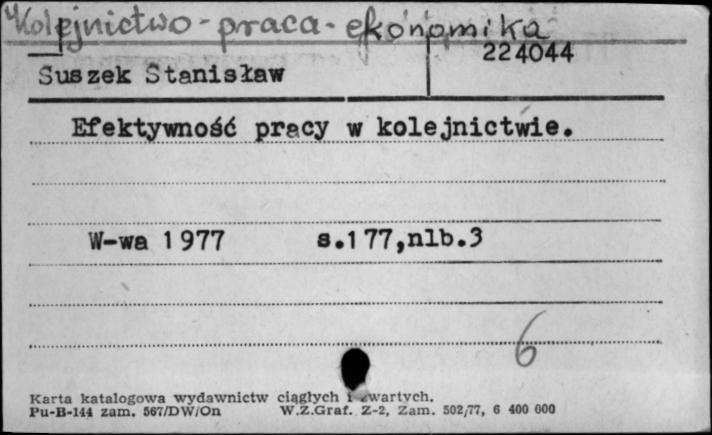 Kolejnictwo - praca - ekonomika
224044
Suszek Stanisław
Efektywność pracy w kolejnictwie.
W-wa 1977 s.177,nlb.3
6
Karta katalogowa wydawnictw ciągłych i zwartych.
Pu-B-144 zam. 567/DW/On W.Z.Graf. Z-2, Zam. 502/77, 6 400 000